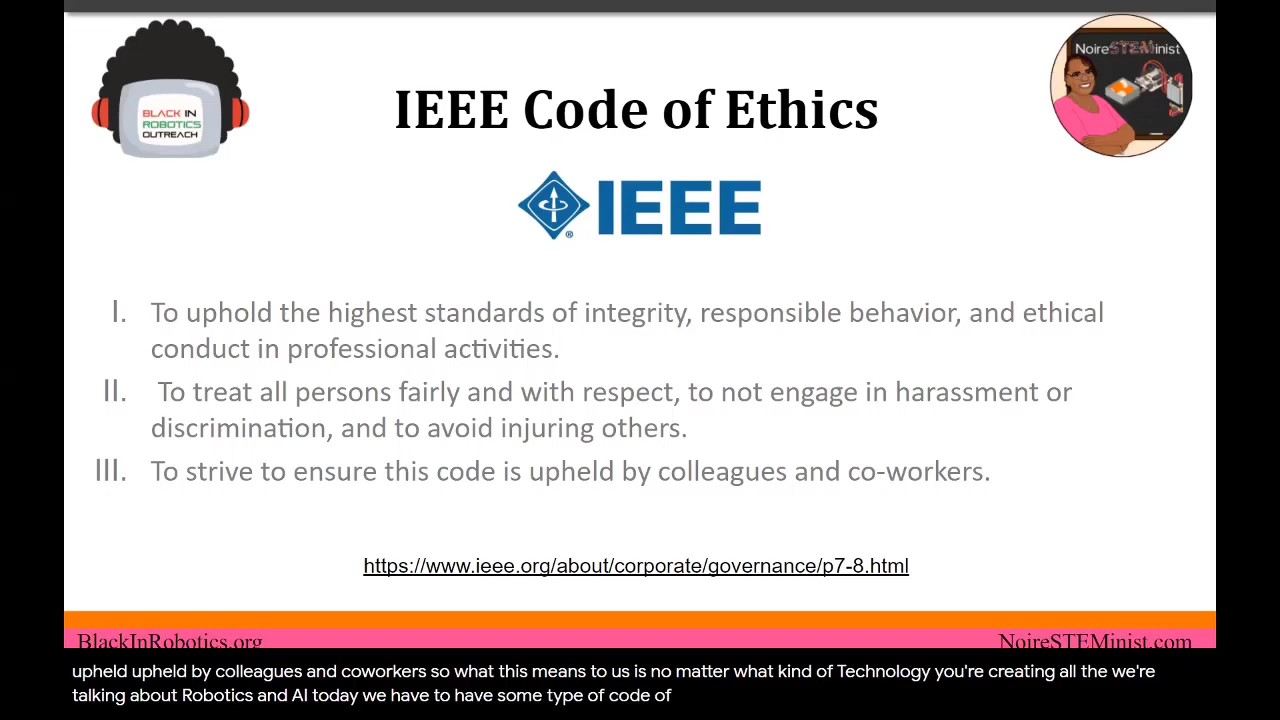 BLACK IN
ROBOTICS
OUTREACH
NoireSTEMinist
IEEE Code of Ethics
IEEE
®
I. To uphold the highest standards of integrity, responsible behavior, and ethical
conduct in professional activities.
II. To treat all persons fairly and with respect, to not engage in harassment or
discrimination, and to avoid injuring others.
III. To strive to ensure this code is upheld by colleagues and co-workers.
https://www.ieee.org/about/corporate/governance/p7-8.html
BlackInRobotics.org
NoireSTEMinist.com
upheld upheld by colleagues and coworkers so what this means to us is no matter what kind of Technology you're creating all the we're
talking about Robotics and AI today we have to have some type of code of